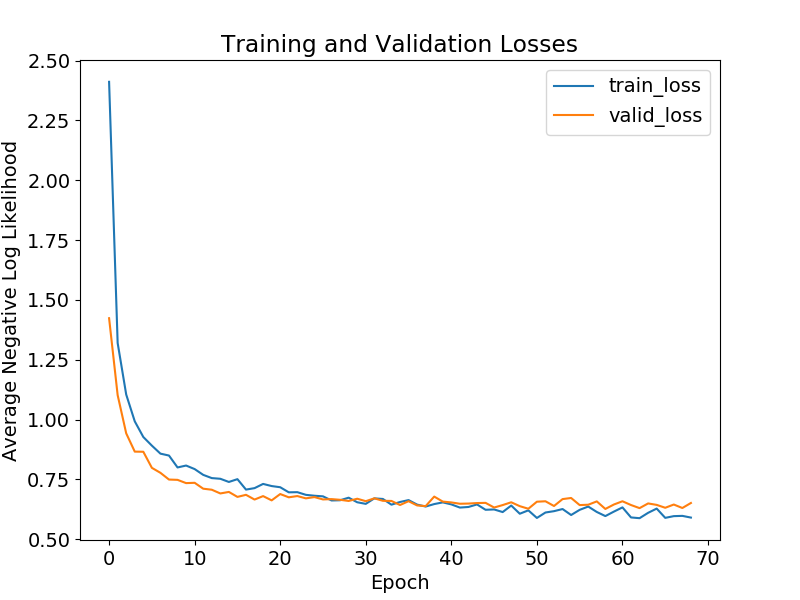 Training and Validation Losses
train_loss
valid_loss
Average Negative Log Likelihood
2.50
2.25
2.00
1.75
1.50
1.25
1.00
0.75
0.50
0 10 20 30 40 50 60 70
Epoch